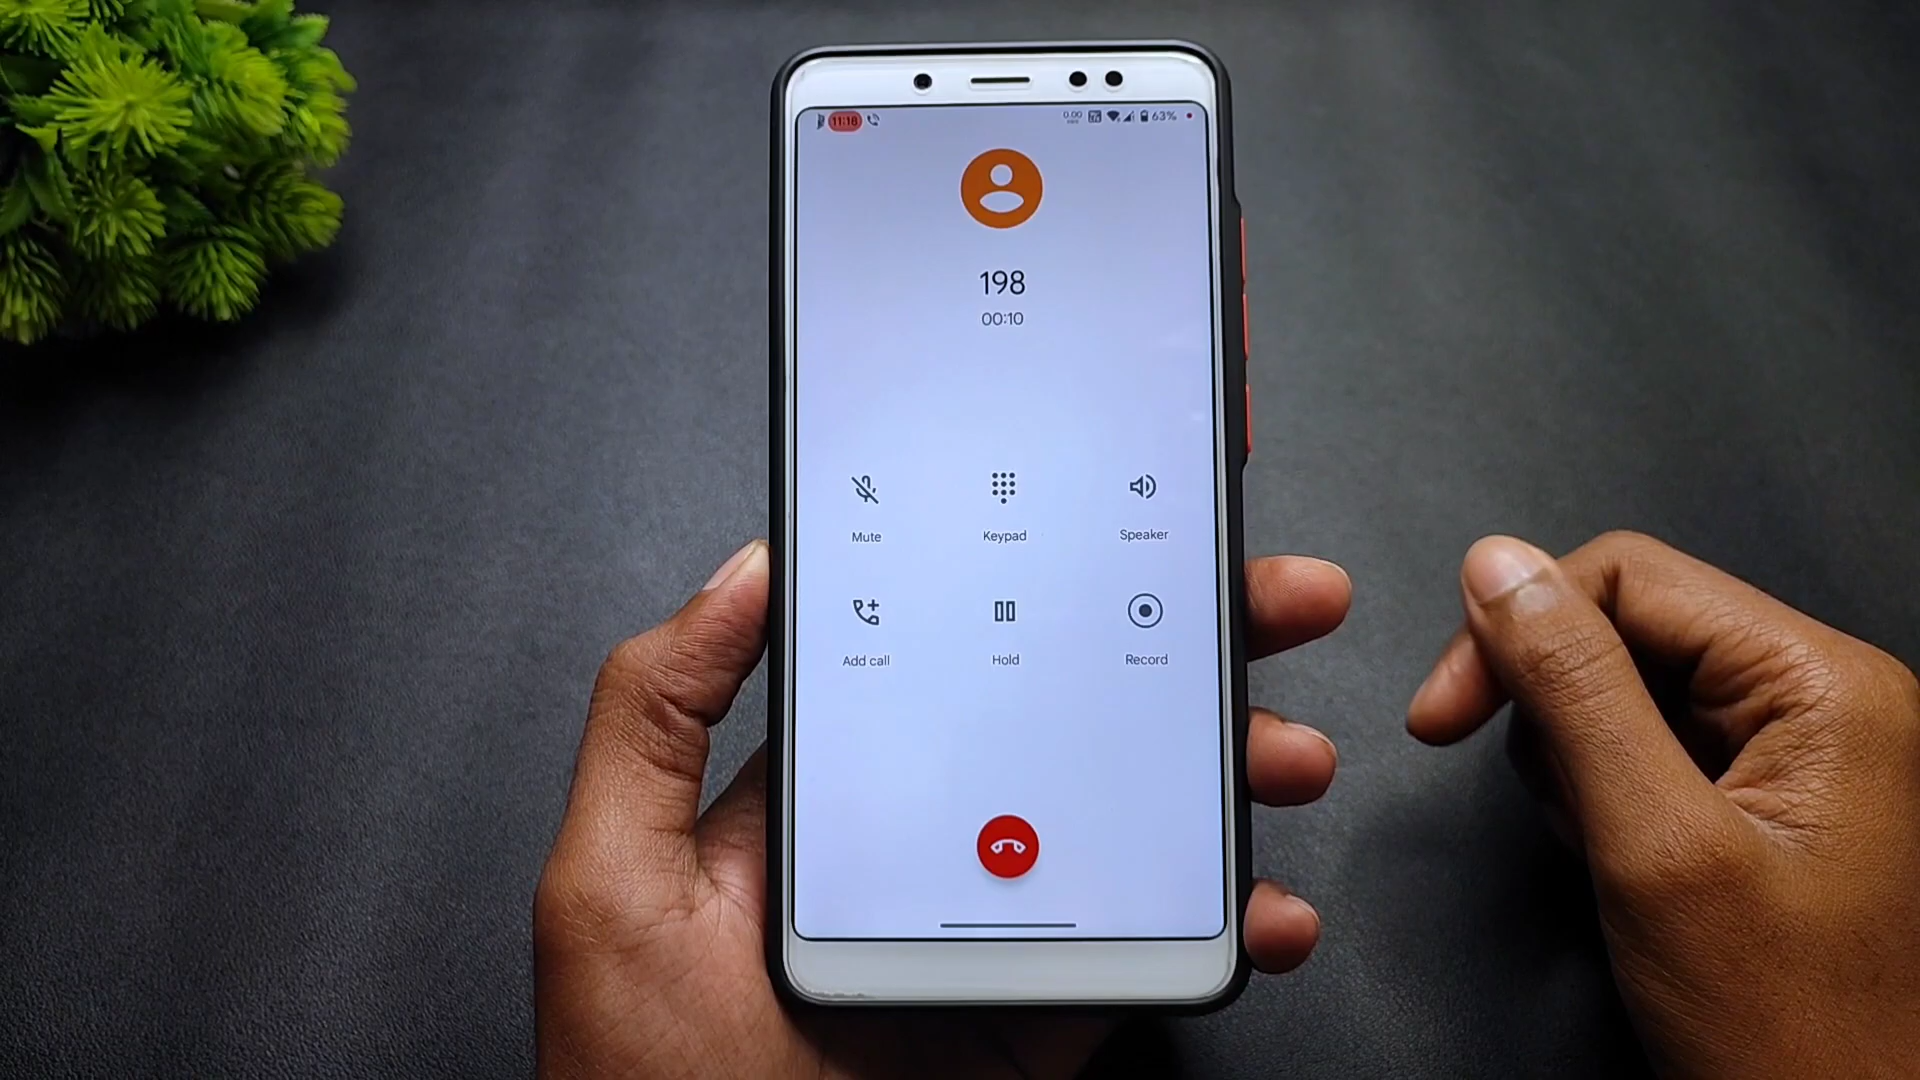 11:18 0.00 63%
198
00:10
Mute Keypad Speaker
Add call Hold Record